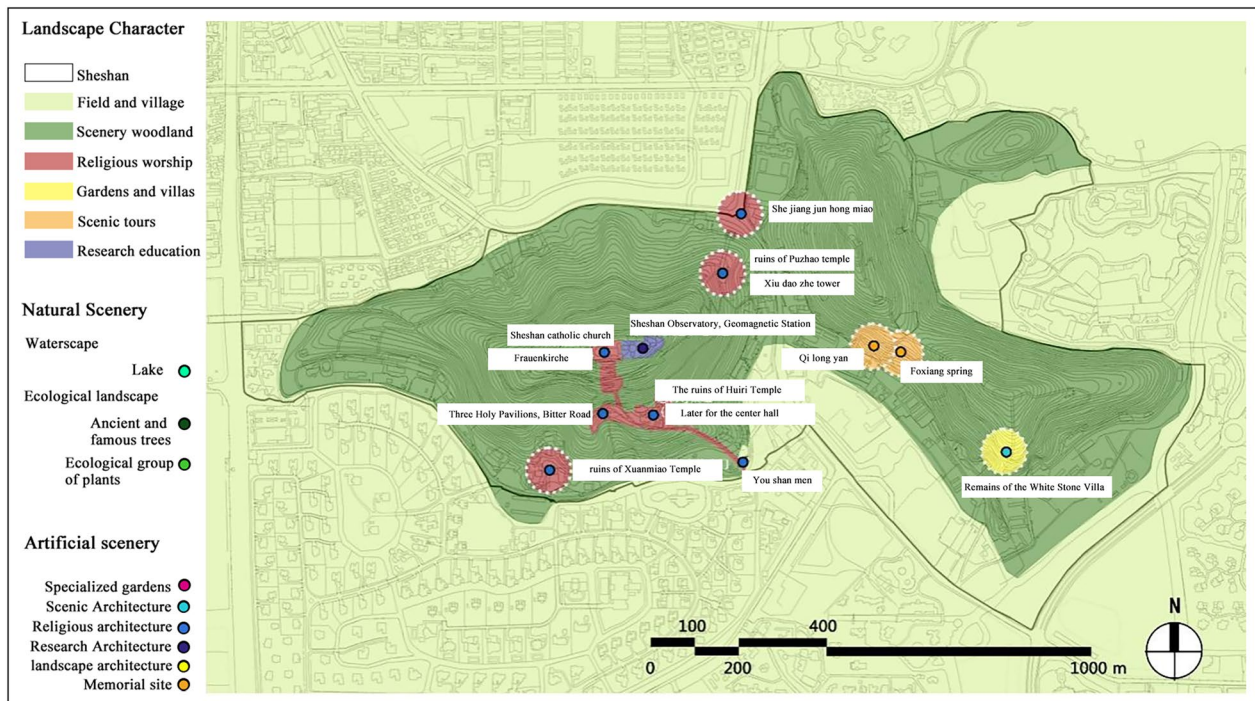 Landscape Character
Sheshan
Field and village
Scenery woodland
Religious worship
Gardens and villas
Scenic tours
Research education
Natural Scenery
Waterscape
Lake
Ecological landscape
Ancient and
famous trees
Ecological group
of plants
Artificial scenery
Specialized gardens
Scenic Architecture
Religious architecture
Research Architecture
landscape architecture
Memorial site
She jiang jun hong miao
ruins of Puzhao temple
Xiu dao zhe tower
Sheshan Observatory, Geomagnetic Station
Sheshan catholic church
Frauenkirche
Qi long yan
Foxiang spring
The ruins of Huiri Temple
Three Holy Pavilions, Bitter Road
Later for the center hall
ruins of Xuanmiao Temple
You shan men
Remains of the White Stone Villa
100 400
0 200 1000 m
N